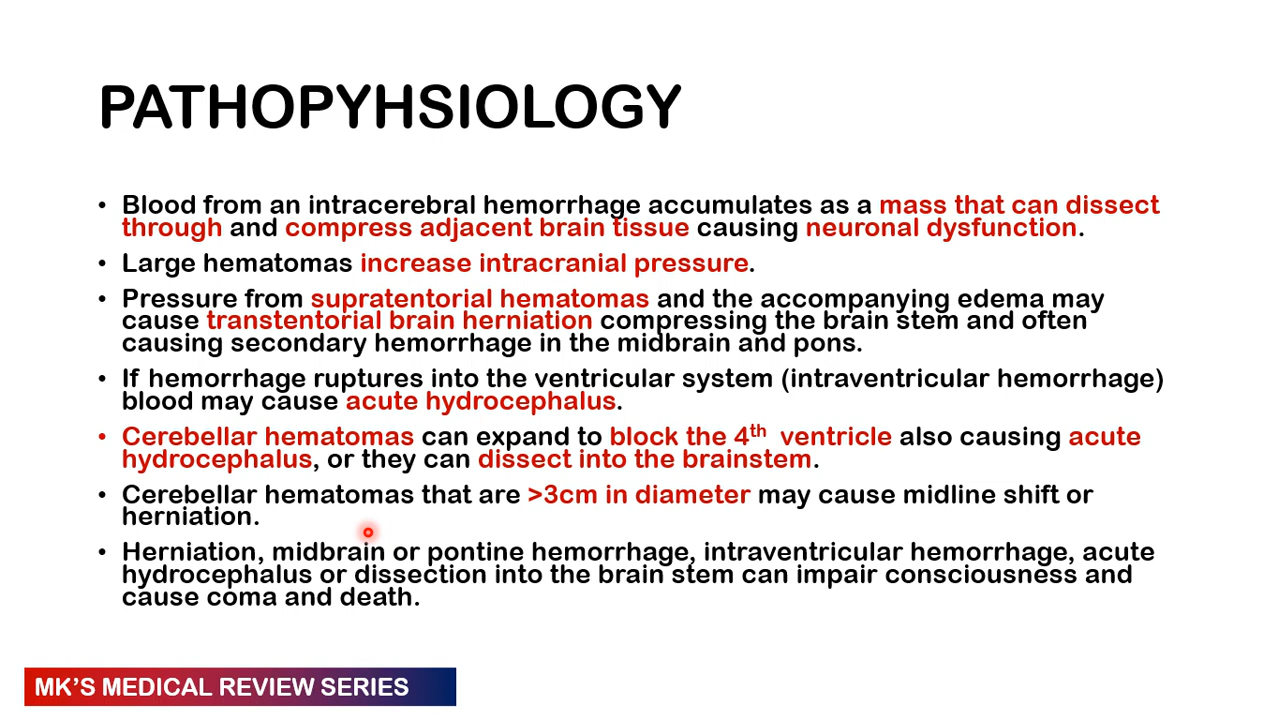 PATHOPYHSIOLOGY
• Blood from an intracerebral hemorrhage accumulates as a mass that can dissect
through and compress adjacent brain tissue causing neuronal dysfunction.
• Large hematomas increase intracranial pressure.
• Pressure from supratentorial hematomas and the accompanying edema may
cause transtentorial brain herniation compressing the brain stem and often
causing secondary hemorrhage in the midbrain and pons.
• If hemorrhage ruptures into the ventricular system (intraventricular hemorrhage)
blood may cause acute hydrocephalus.
• Cerebellar hematomas can expand to block the 4th ventricle also causing acute
hydrocephalus, or they can dissect into the brainstem.
• Cerebellar hematomas that are >3cm in diameter may cause midline shift or
herniation.
• Herniation, midbrain or pontine hemorrhage, intraventricular hemorrhage, acute
hydrocephalus or dissection into the brain stem can impair consciousness and
cause coma and death.
MK'S MEDICAL REVIEW SERIES